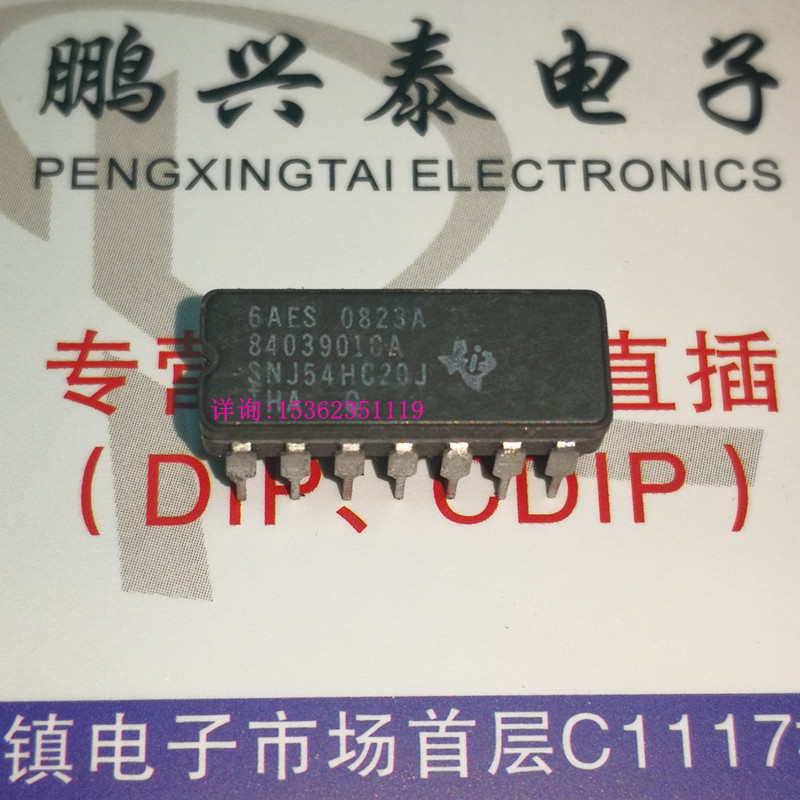 鹏兴泰电子
PENGXINGTAI ELECTRONICS
6AES 0823A
8403901CA
SNJ54HC20J
详询:15362351119
专营 直插
(DIP、CDIP)
镇电子市场首层C1117